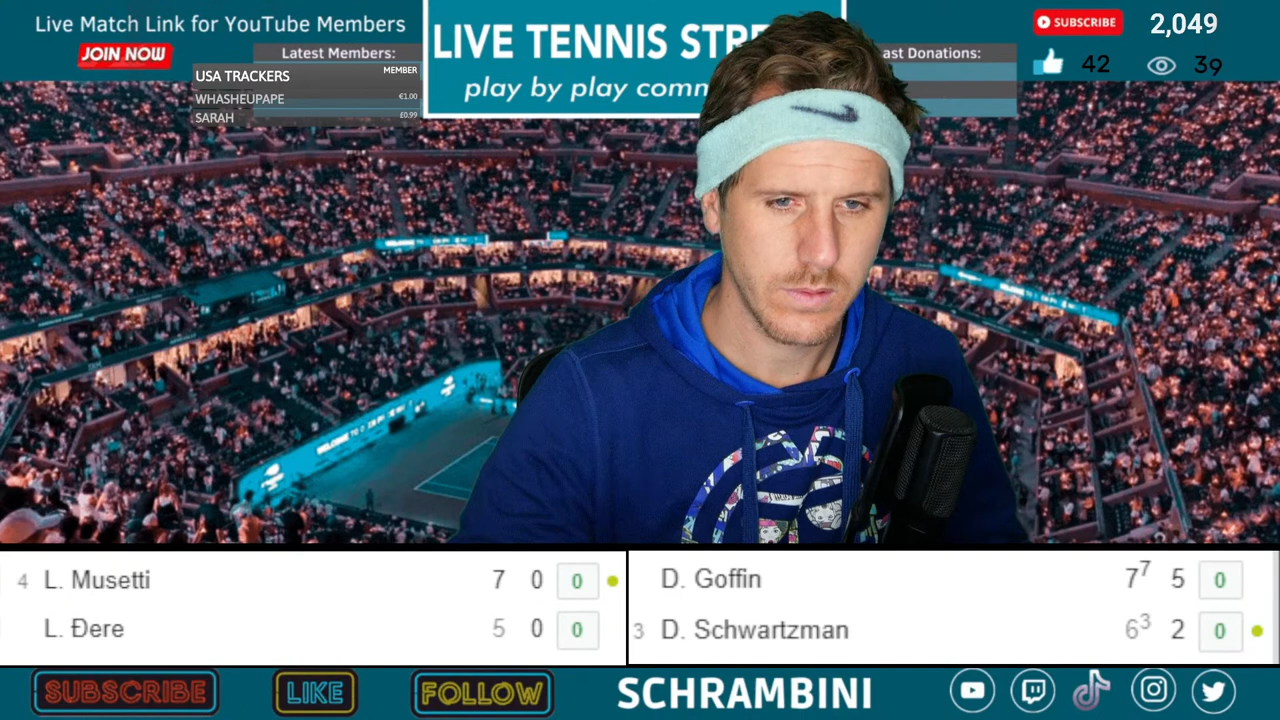 Live Match Link for YouTube Members
JOIN NOW
Latest Members:
USA TRACKERS MEMBER
WHASHEUPAPE €1.00
SARAH £0.99
LIVE TENNIS STRE
play by play comm
ast Donations:
SUBSCRIBE 2,049
42 39
4 L. Musetti 7 0 0
L. Đere 5 0 0
D. Goffin 7⁷ 5 0
3 D. Schwartzman 6³ 2 0
SUBSCRIBE LIKE FOLLOW SCHRAMBINI